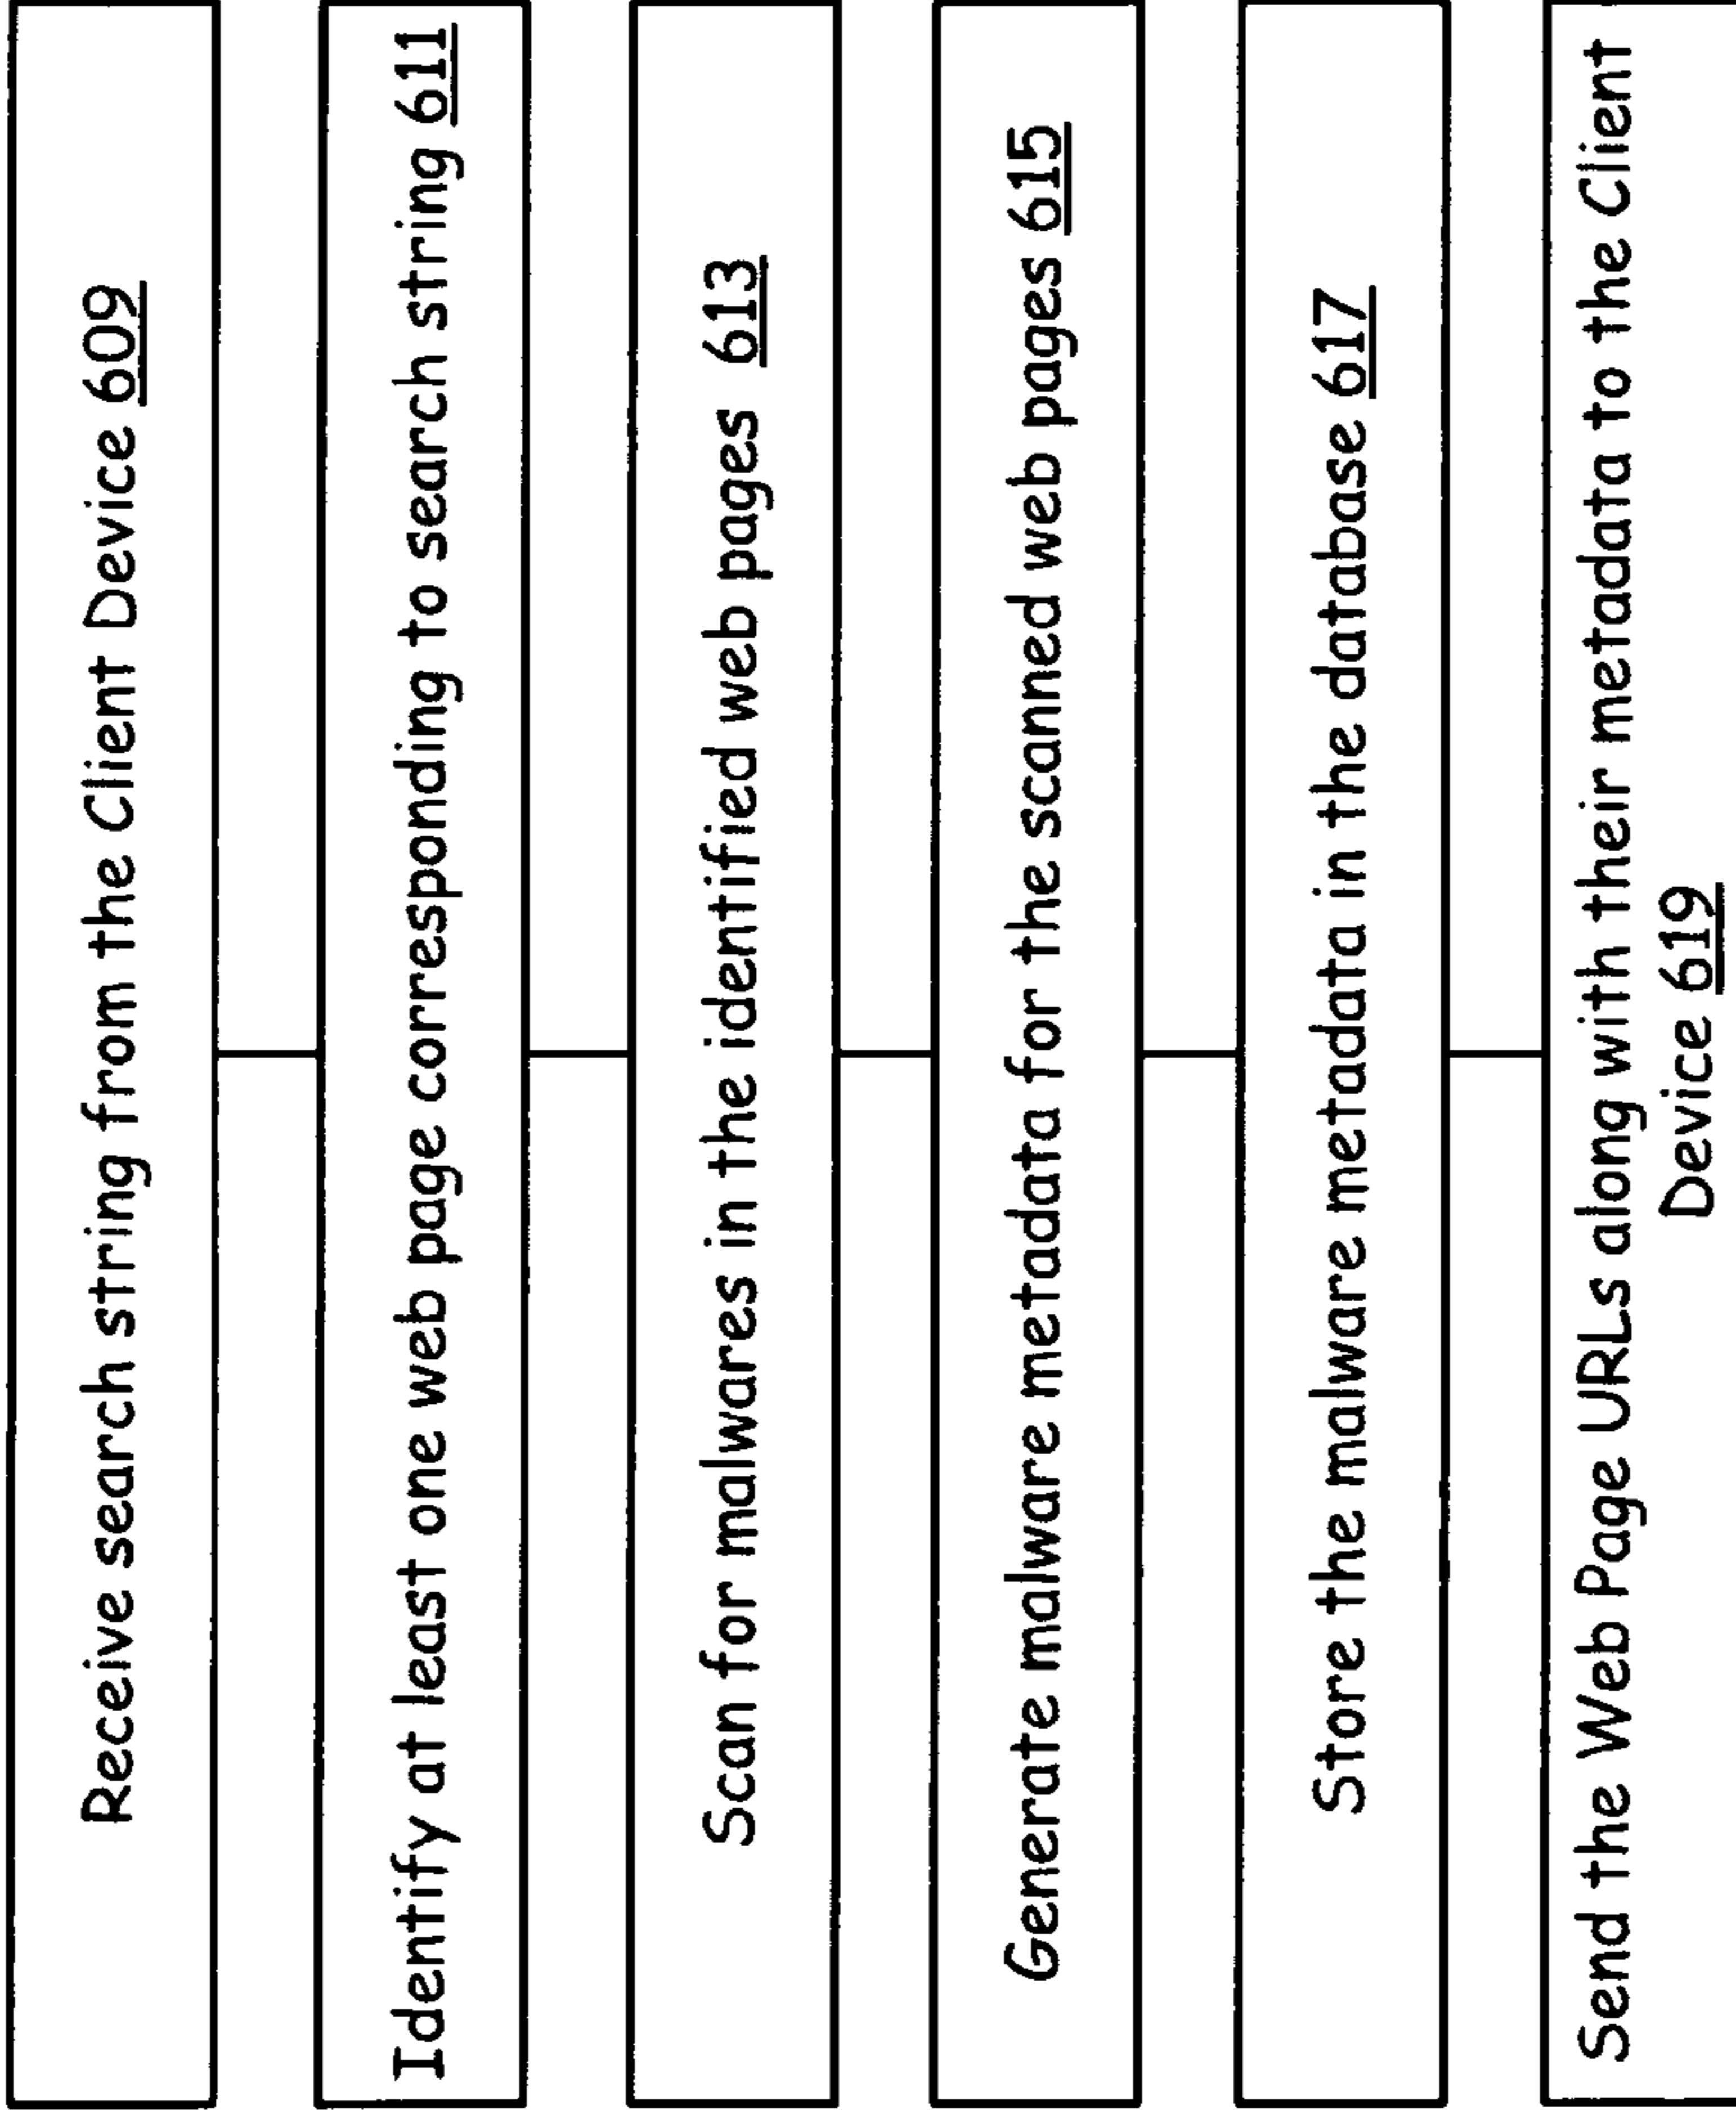 Receive search string from the Client Device 609
Identify at least one web page corresponding to search string 611
Scan for malwares in the identified web pages 613
Generate malware metadata for the scanned web pages 615
Store the malware metadata in the database 617
Send the Web Page URLs along with their metadata to the Client
Device 619